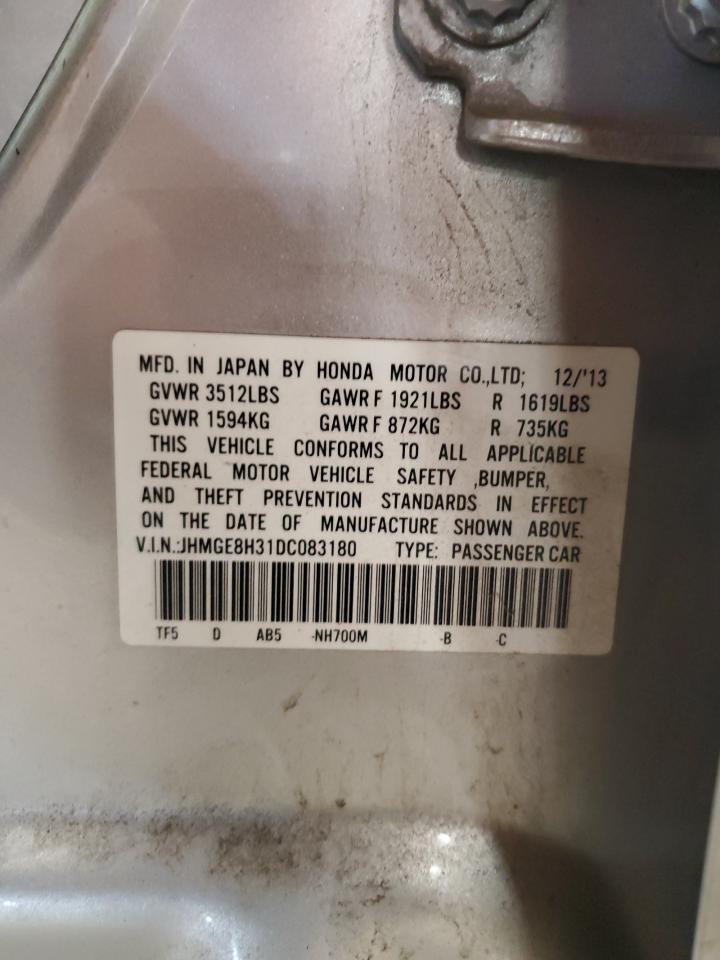 MFD. IN JAPAN BY HONDA MOTOR CO.,LTD; 12/'13
GVWR 3512LBS GAWR F 1921LBS R 1619LBS
GVWR 1594KG GAWR F 872KG R 735KG
THIS VEHICLE CONFORMS TO ALL APPLICABLE
FEDERAL MOTOR VEHICLE SAFETY ,BUMPER,
AND THEFT PREVENTION STANDARDS IN EFFECT
ON THE DATE OF MANUFACTURE SHOWN ABOVE.
V.I.N.:JHMGE8H31DC083180 TYPE: PASSENGER CAR
TF5 D AB5 -NH700M -B -C